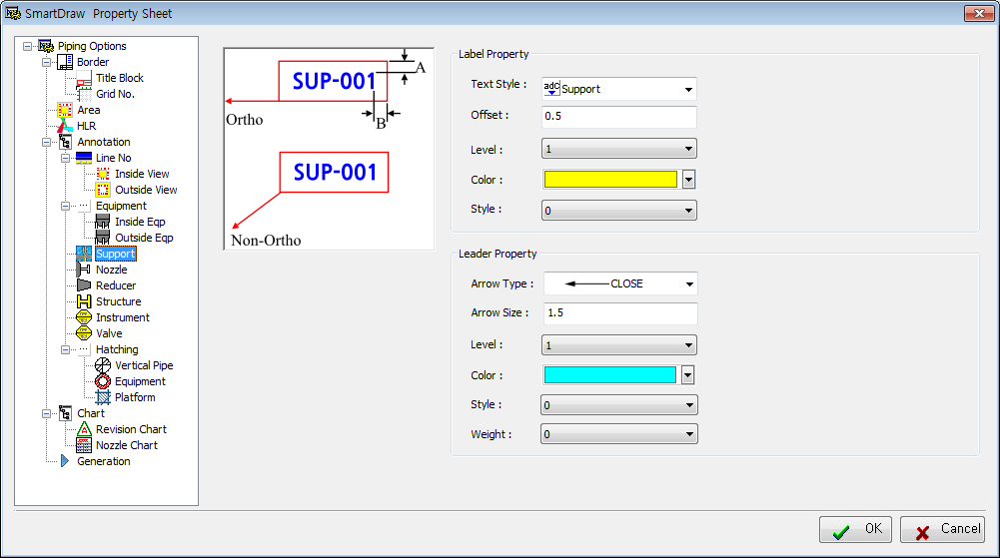 SmartDraw Property Sheet
Piping Options
Border
Title Block
Grid No.
Area
HLR
Annotation
Line No
Inside View
Outside View
Equipment
Inside Eqp
Outside Eqp
Support
Nozzle
Reducer
Structure
Instrument
Valve
Hatching
Vertical Pipe
Equipment
Platform
Chart
Revision Chart
Nozzle Chart
Generation
SUP-001
A
Ortho
B
SUP-001
Non-Ortho
Label Property
Text Style : adC Support
Offset : 0.5
Level : 1
Color :
Style : 0
Leader Property
Arrow Type : CLOSE
Arrow Size : 1.5
Level : 1
Color :
Style : 0
Weight : 0
OK Cancel